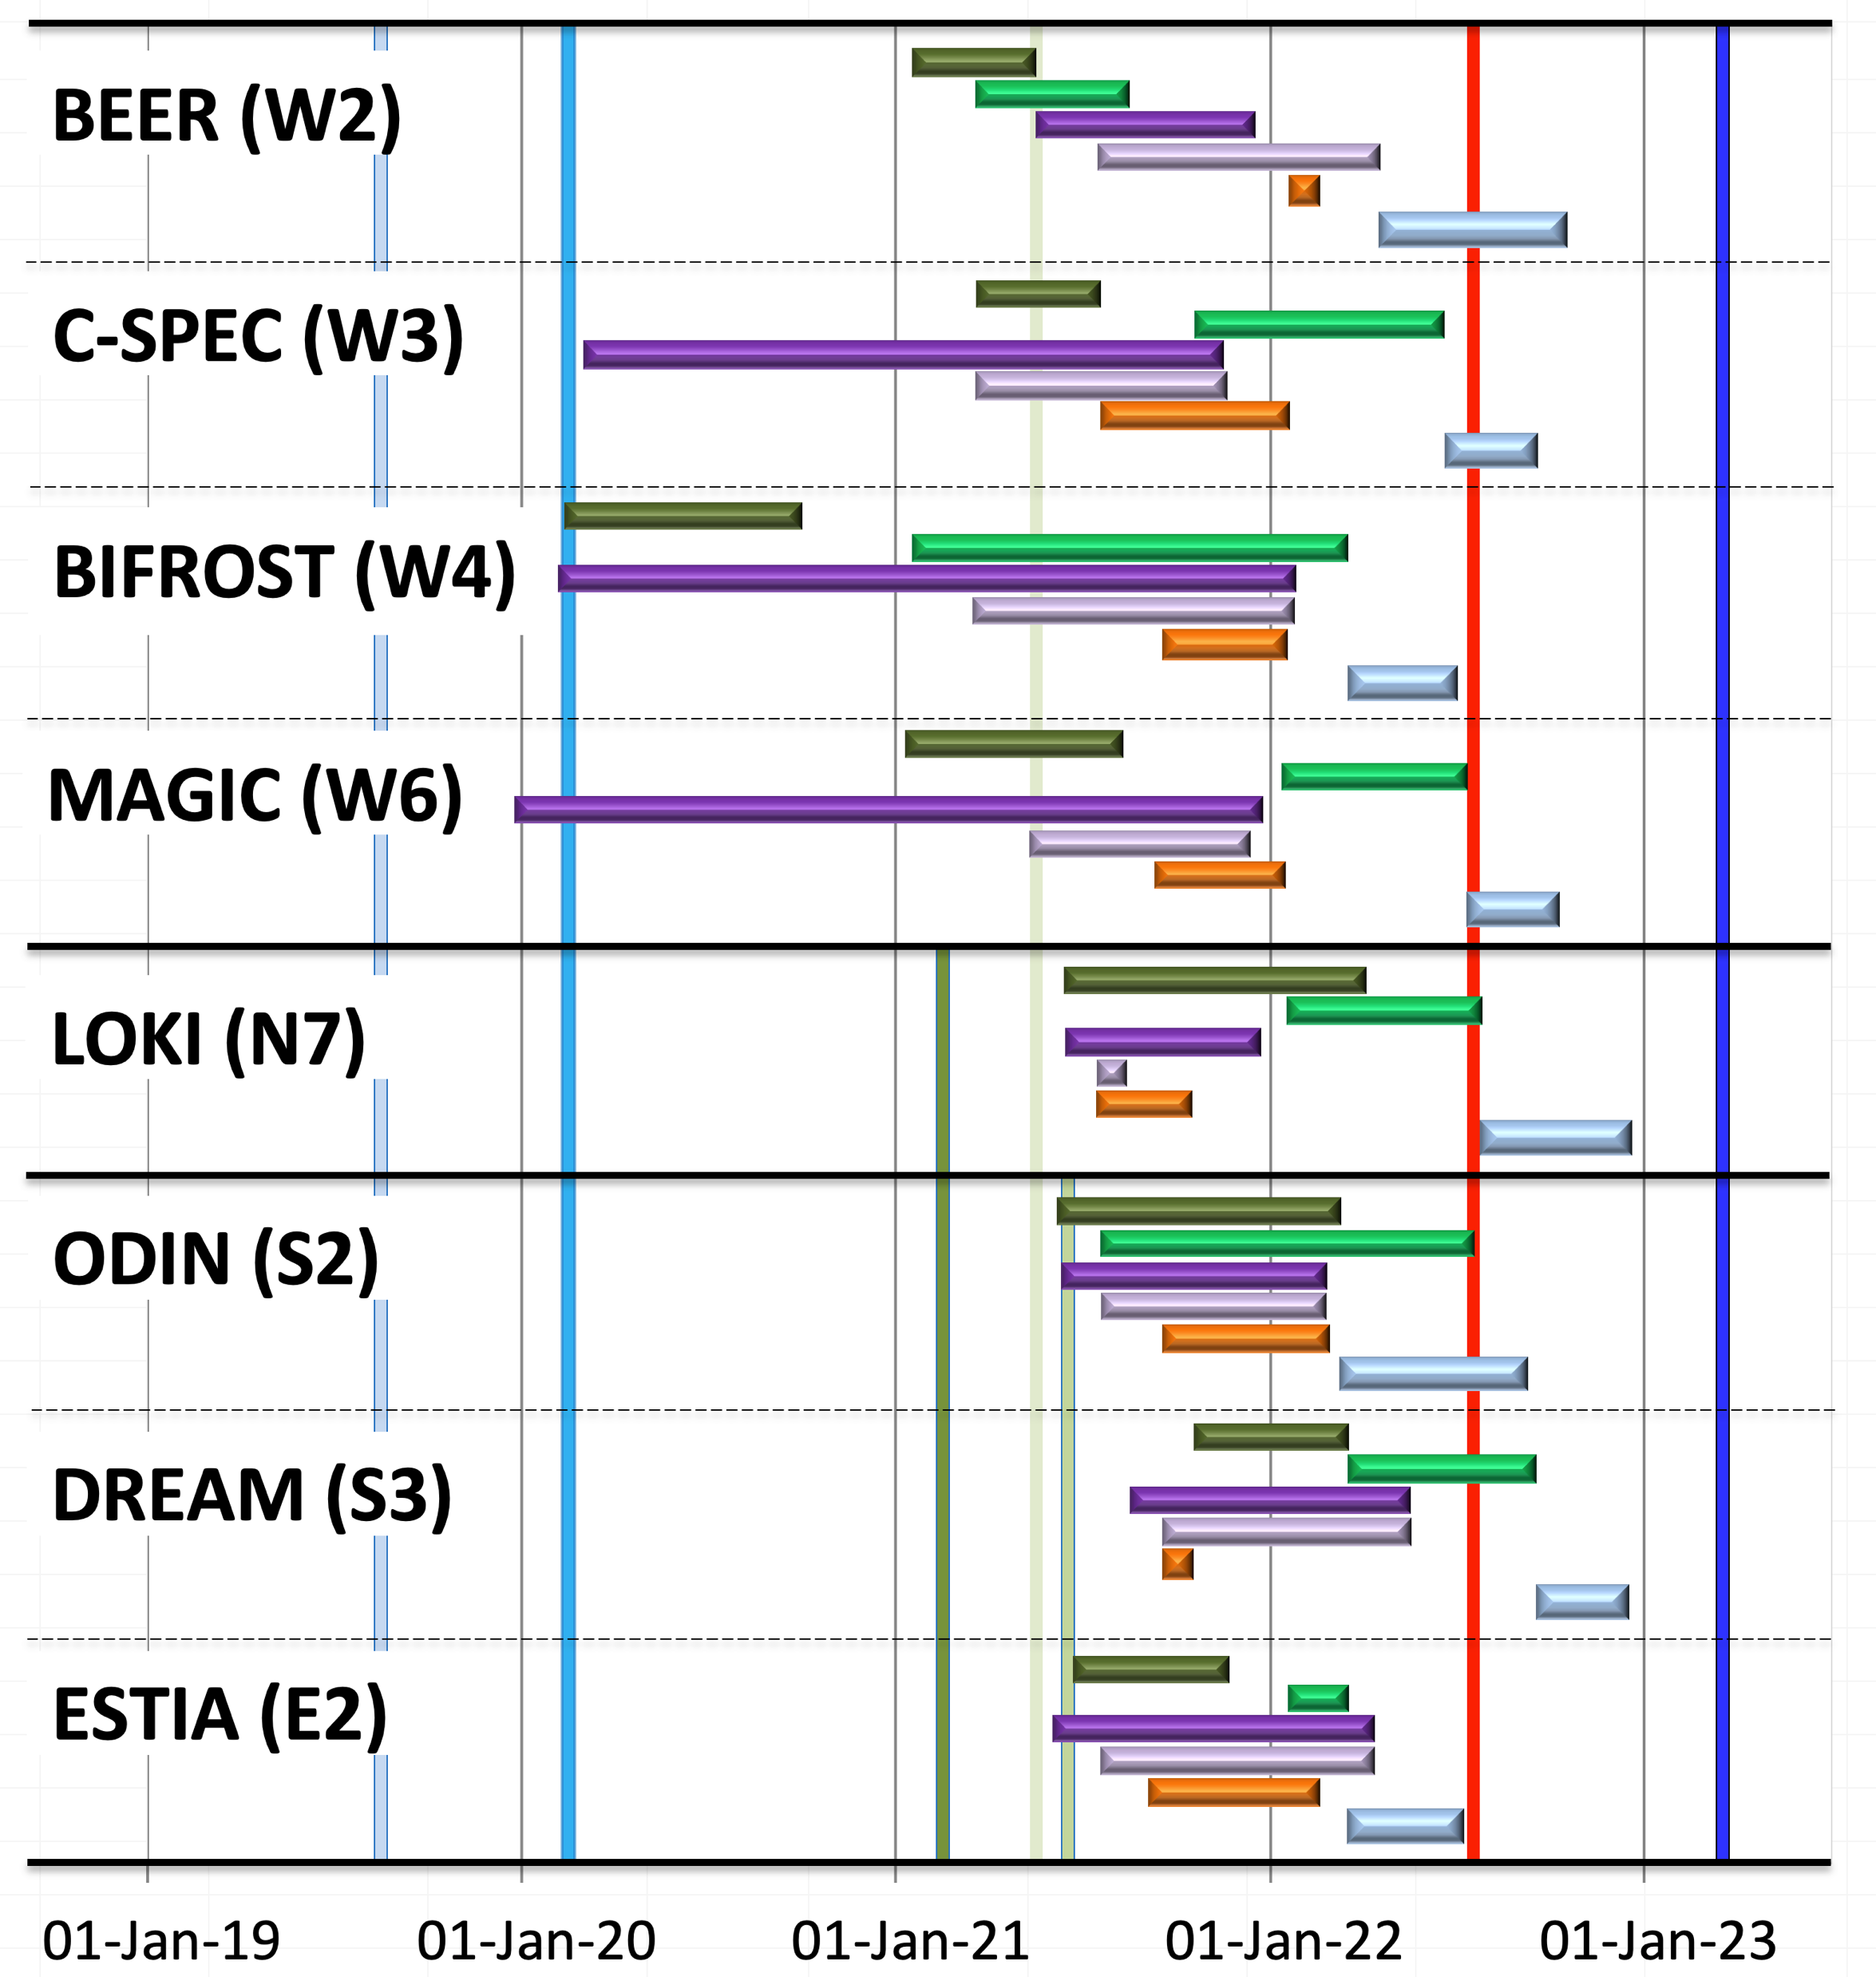 BEER (W2)
C-SPEC (W3)
BIFROST (W4)
MAGIC (W6)
LOKI (N7)
ODIN (S2)
DREAM (S3)
ESTIA (E2)
01-Jan-19 01-Jan-20 01-Jan-21 01-Jan-22 01-Jan-23